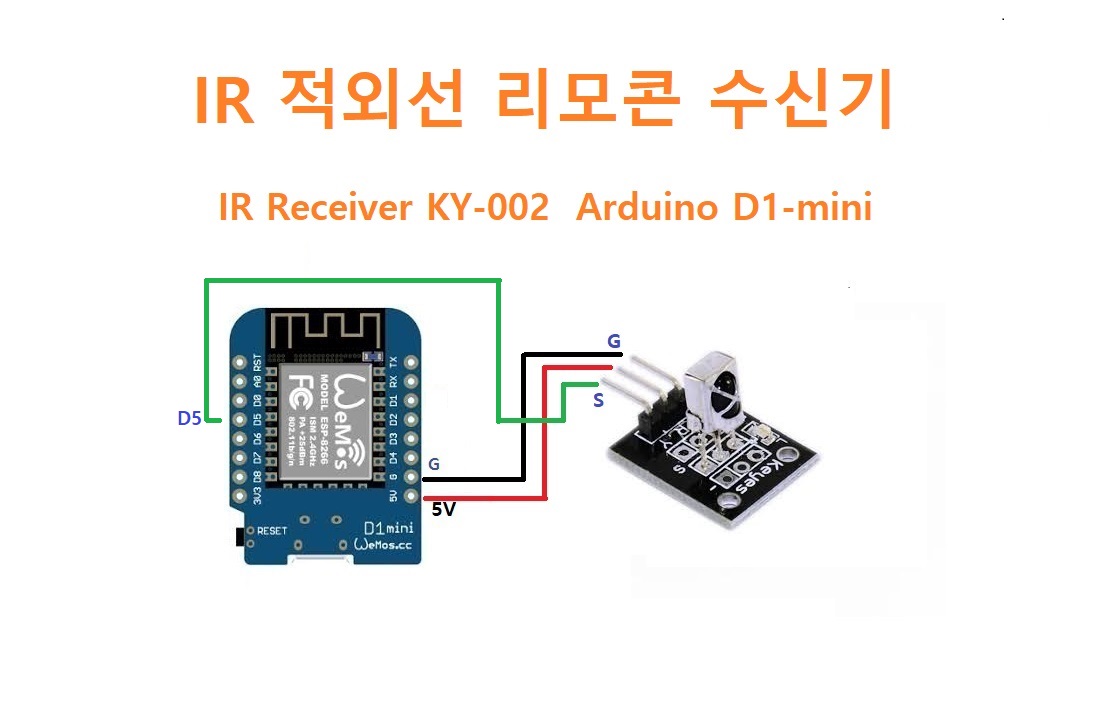 IR 적외선 리모콘 수신기
IR Receiver KY-002 Arduino D1-mini
G
S
D5
G
5V
RST
A0
D0
D5
D6
D7
D8
3V3
TX
RX
D1
D2
D3
D4
G
5V
WeMos
MODEL ESP-8266
ISM 2.4GHz
PA +25dBm
802.11b/g/n
FC
RESET
D1 mini
WeMos.cc
S
-
Keyes